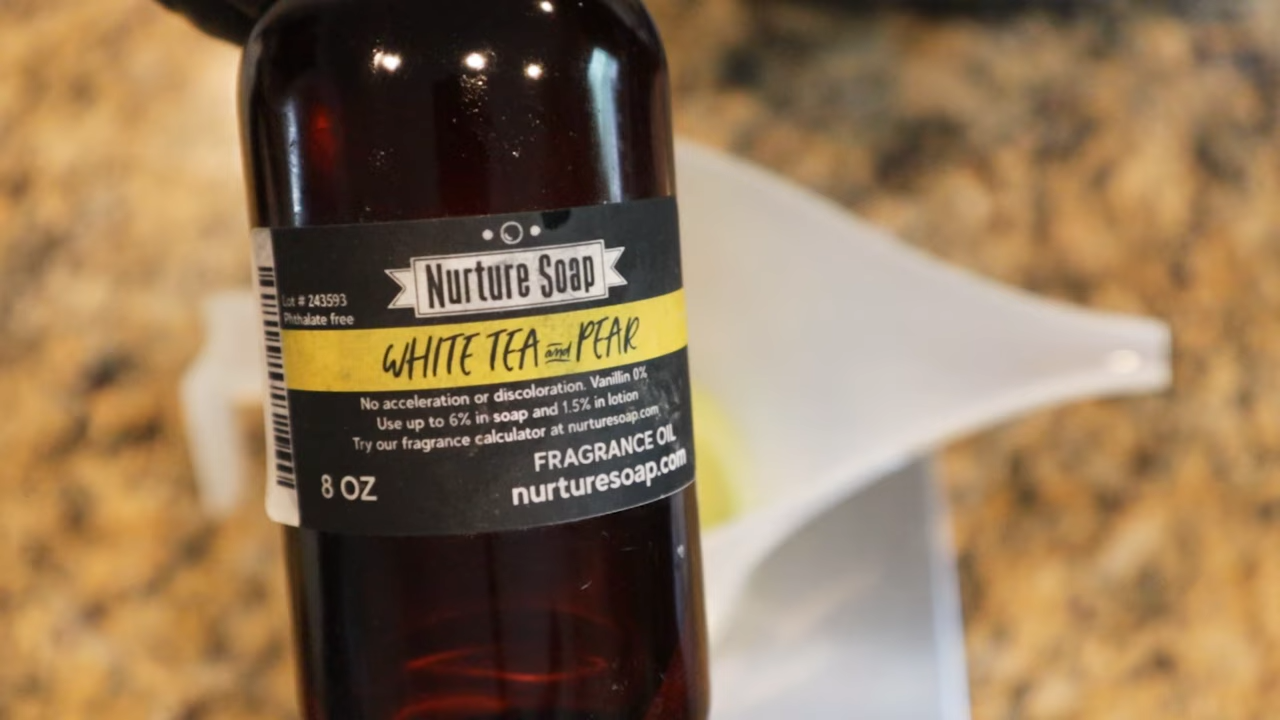 Nurture Soap
Lot # 243593
Phthalate free
WHITE TEA and PEAR
No acceleration or discoloration. Vanillin 0%
Use up to 6% in soap and 1.5% in lotion
Try our fragrance calculator at nurturesoap.com
FRAGRANCE OIL
8 OZ
nurturesoap.com